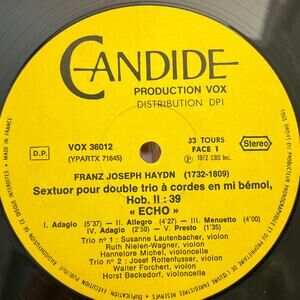 CANDIDE
PRODUCTION VOX
DISTRIBUTION DPI
VOX 36012
(YPARTX 71645)
33 TOURS
FACE 1
D.P.
℗ 1972 CBS Inc.
Stereo
FRANZ JOSEPH HAYDN (1732-1809)
Sextuor pour double trio à cordes en mi bémol,
Hob. II : 39
« ECHO »
I. Adagio (5'37) - II. Allegro (4'27) - III. Menuetto (4'00)
IV. Adagio (2'59) - V. Presto (1'35)
Trio n° 1 : Susanne Lautenbacher, violon
Ruth Nielen-Wagner, violon
Hannelore Michel, violoncelle
Trio n° 2 : Josef Rottenfusser, violon
Walter Forchert, violon
Horst Beckedorf, violoncelle
• MADE IN FRANCE